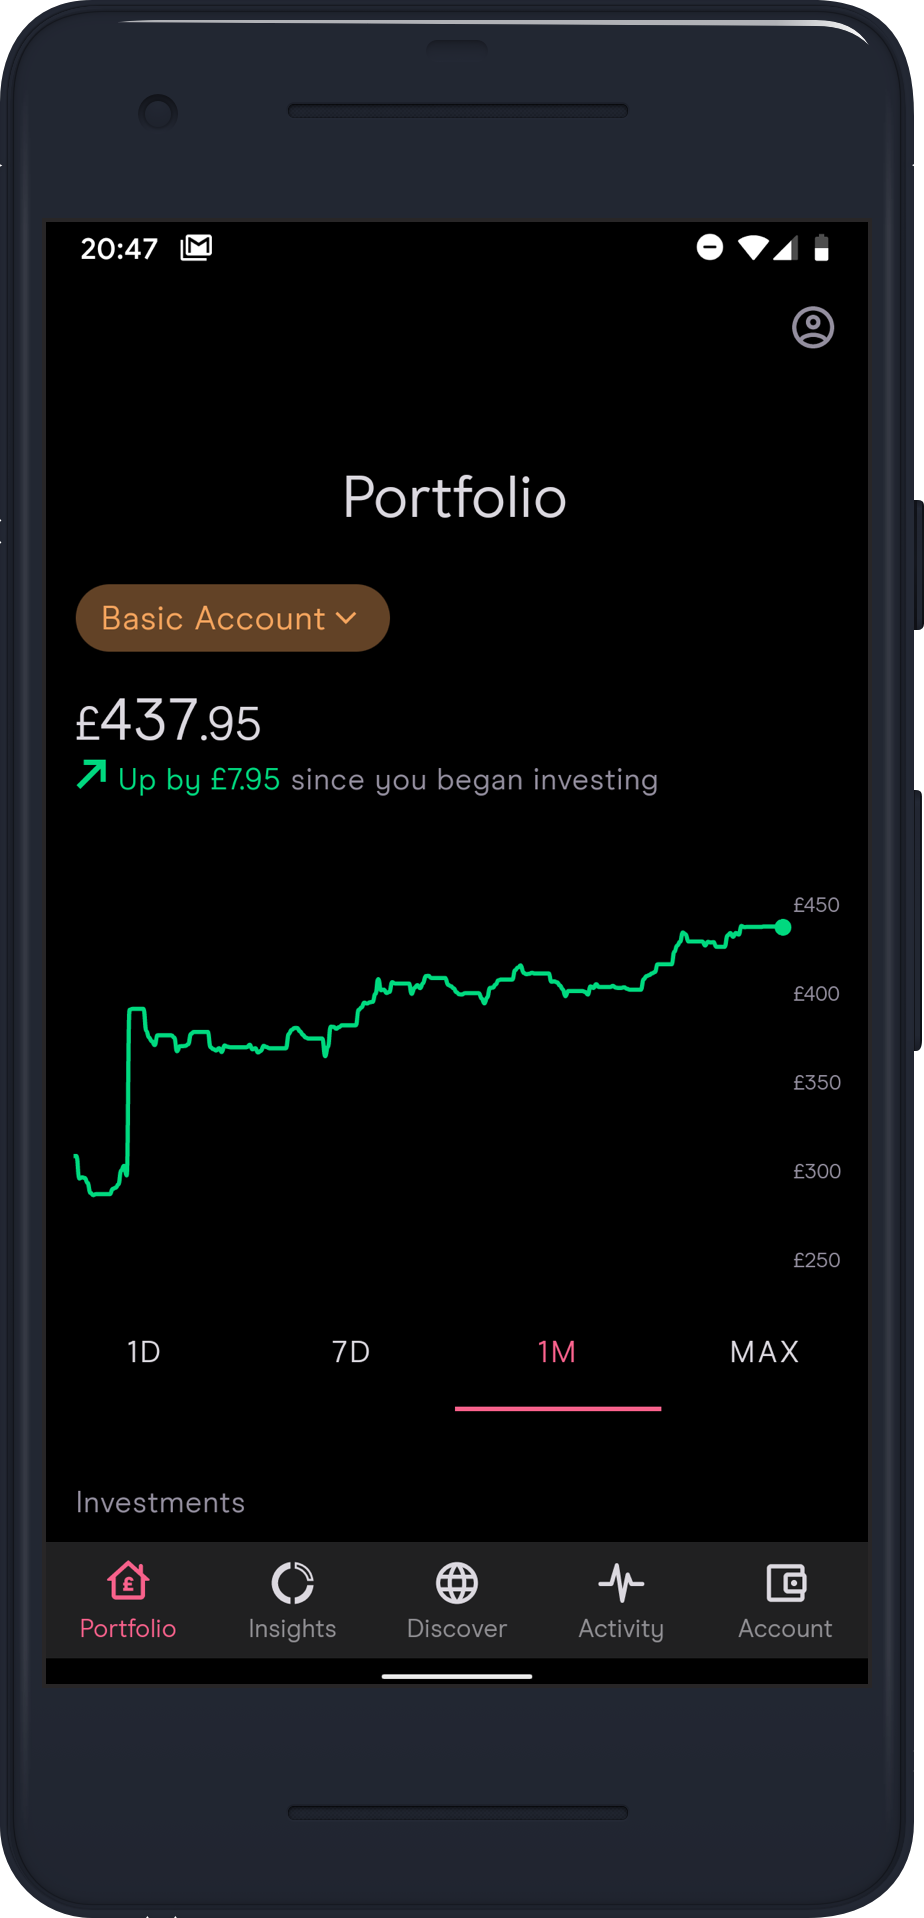 20:47
Portfolio
Basic Account
£437.95
Up by £7.95 since you began investing
£450
£400
£350
£300
£250
1D 7D 1M MAX
Investments
£
Portfolio Insights Discover Activity Account